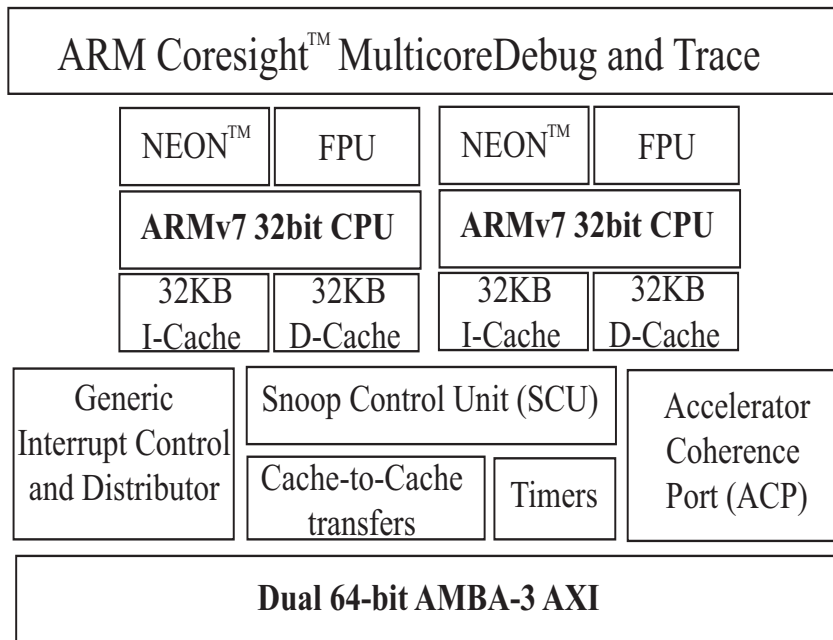 ARM Coresight™ MulticoreDebug and Trace
NEON™
FPU
NEON™
FPU
ARMv7 32bit CPU
ARMv7 32bit CPU
32KB
I-Cache
32KB
D-Cache
32KB
I-Cache
32KB
D-Cache
Generic
Interrupt Control
and Distributor
Snoop Control Unit (SCU)
Cache-to-Cache
transfers
Timers
Accelerator
Coherence
Port (ACP)
Dual 64-bit AMBA-3 AXI